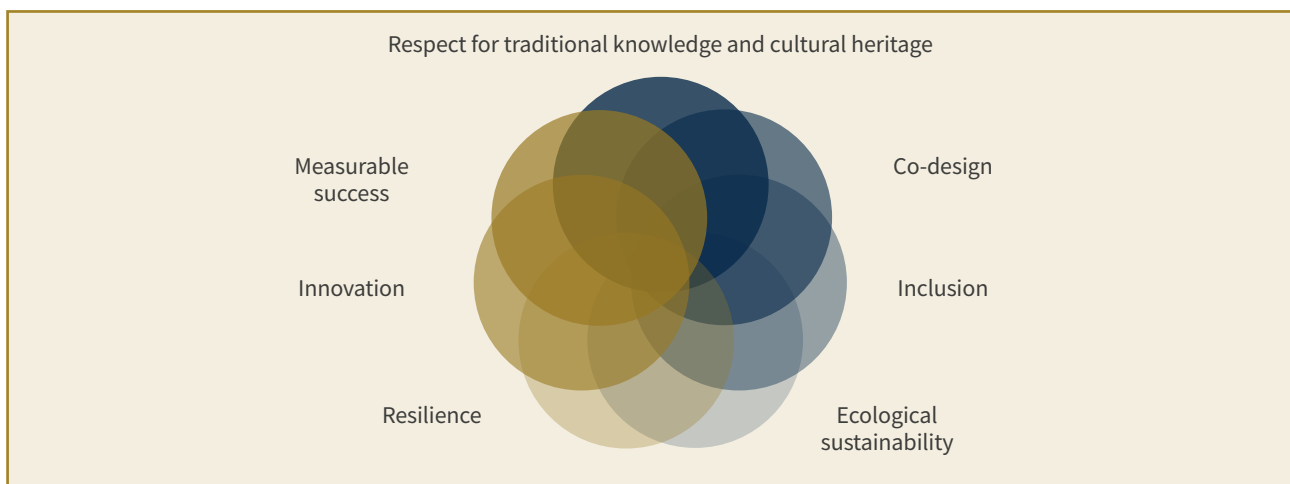 Respect for traditional knowledge and cultural heritage
Measurable
success
Co-design
Innovation
Inclusion
Resilience
Ecological
sustainability